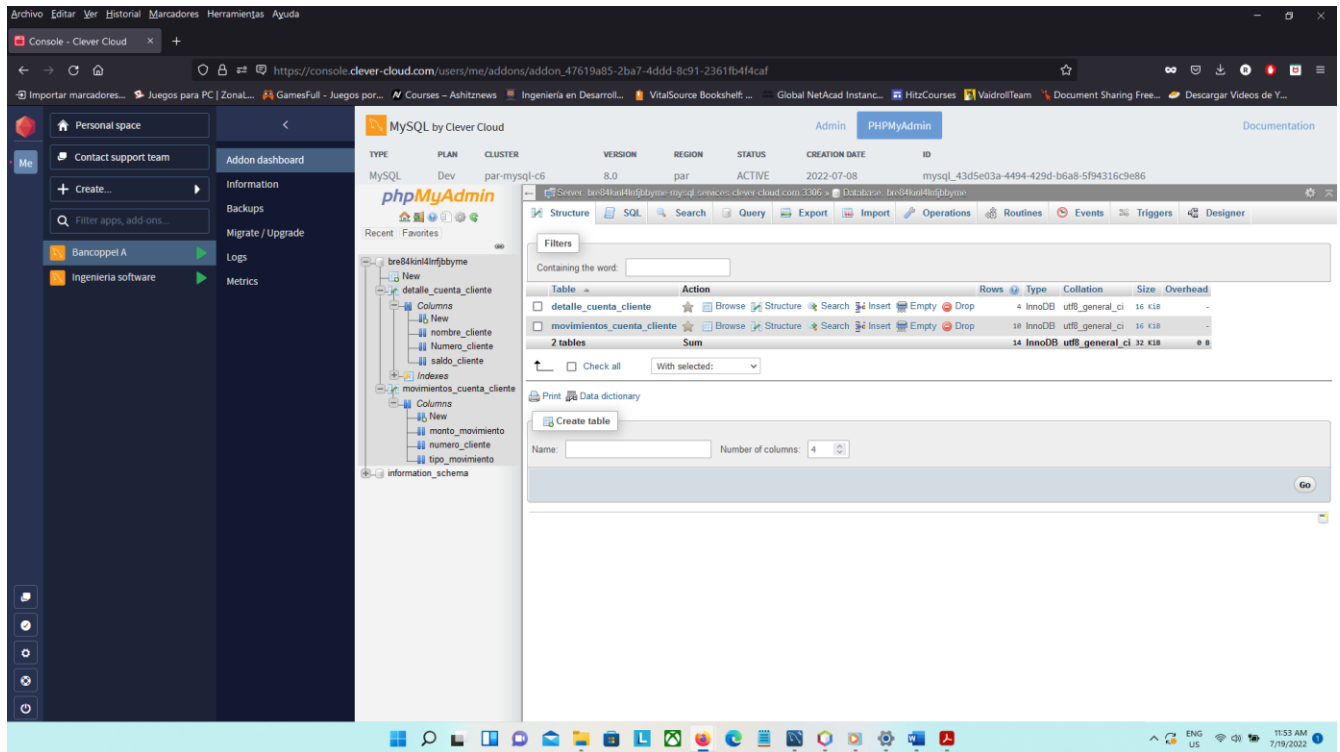 Archivo Editar Ver Historial Marcadores Herramientas Ayuda
Console - Clever Cloud
https://console.clever-cloud.com/users/me/addons/addon_47619a85-2ba7-4ddd-8c91-2361fb4f4caf
Importar marcadores... Juegos para PC | ZonaL... GamesFull - Juegos por... Courses – Ashitznews Ingeniería en Desarroll... VitalSource Bookshelf: ... Global NetAcad Instanc... HitzCourses VaidrollTeam Document Sharing Free... Descargar Videos de Y...
Me
Personal space
Contact support team
Create...
Filter apps, add-ons...
Bancoppel A
Ingenieria software
Addon dashboard
Information
Backups
Migrate / Upgrade
Logs
Metrics
MySQL by Clever Cloud Admin PHPMyAdmin Documentation
TYPE PLAN CLUSTER VERSION REGION STATUS CREATION DATE ID
MySQL Dev par-mysql-c6 8.0 par ACTIVE 2022-07-08 mysql_43d5e03a-4494-429d-b6a8-5f94316c9e86
phpMyAdmin
Recent Favorites
New
detalle_cuenta_cliente
Columns
New
nombre_cliente
Numero_cliente
saldo_cliente
Indexes
movimientos_cuenta_cliente
Columns
New
monto_movimiento
numero_cliente
tipo_movimiento
information_schema
Structure SQL Search Query Export Import Operations Routines Events Triggers Designer
Filters
Containing the word:
Table Action Rows Type Collation Size Overhead
detalle_cuenta_cliente Browse Structure Search Insert Empty Drop 4 InnoDB utf8_general_ci 16 KiB -
movimientos_cuenta_cliente Browse Structure Search Insert Empty Drop 10 InnoDB utf8_general_ci 16 KiB -
2 tables Sum 14 InnoDB utf8_general_ci 32 KiB 0 B
Check all With selected:
Print Data dictionary
Create table
Name: Number of columns: 4
Go
ENG
US
11:53 AM
7/19/2022